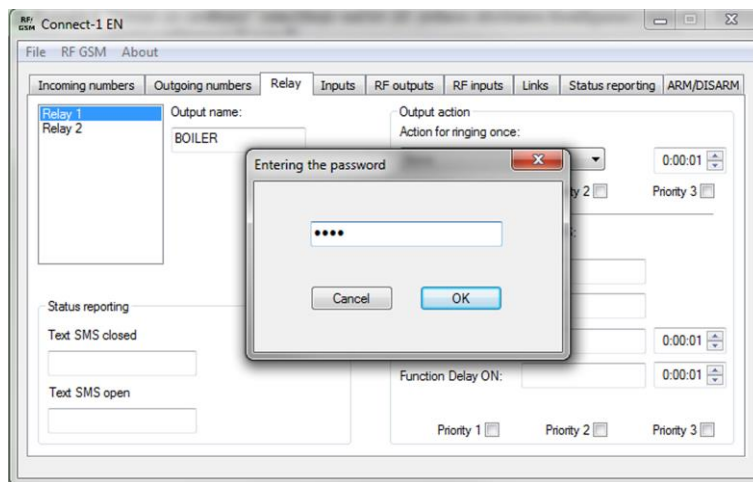 RF/
GSM Connect-1 EN
File RF GSM About
Incoming numbers Outgoing numbers Relay Inputs RF outputs RF inputs Links Status reporting ARM/DISARM
Relay 1
Relay 2
Output name:
BOILER
Output action
Action for ringing once:
0:00:01
Priority 3
Entering the password
••••
Cancel OK
Status reporting
Text SMS closed
Text SMS open
0:00:01
Function Delay ON: 0:00:01
Priority 1 Priority 2 Priority 3